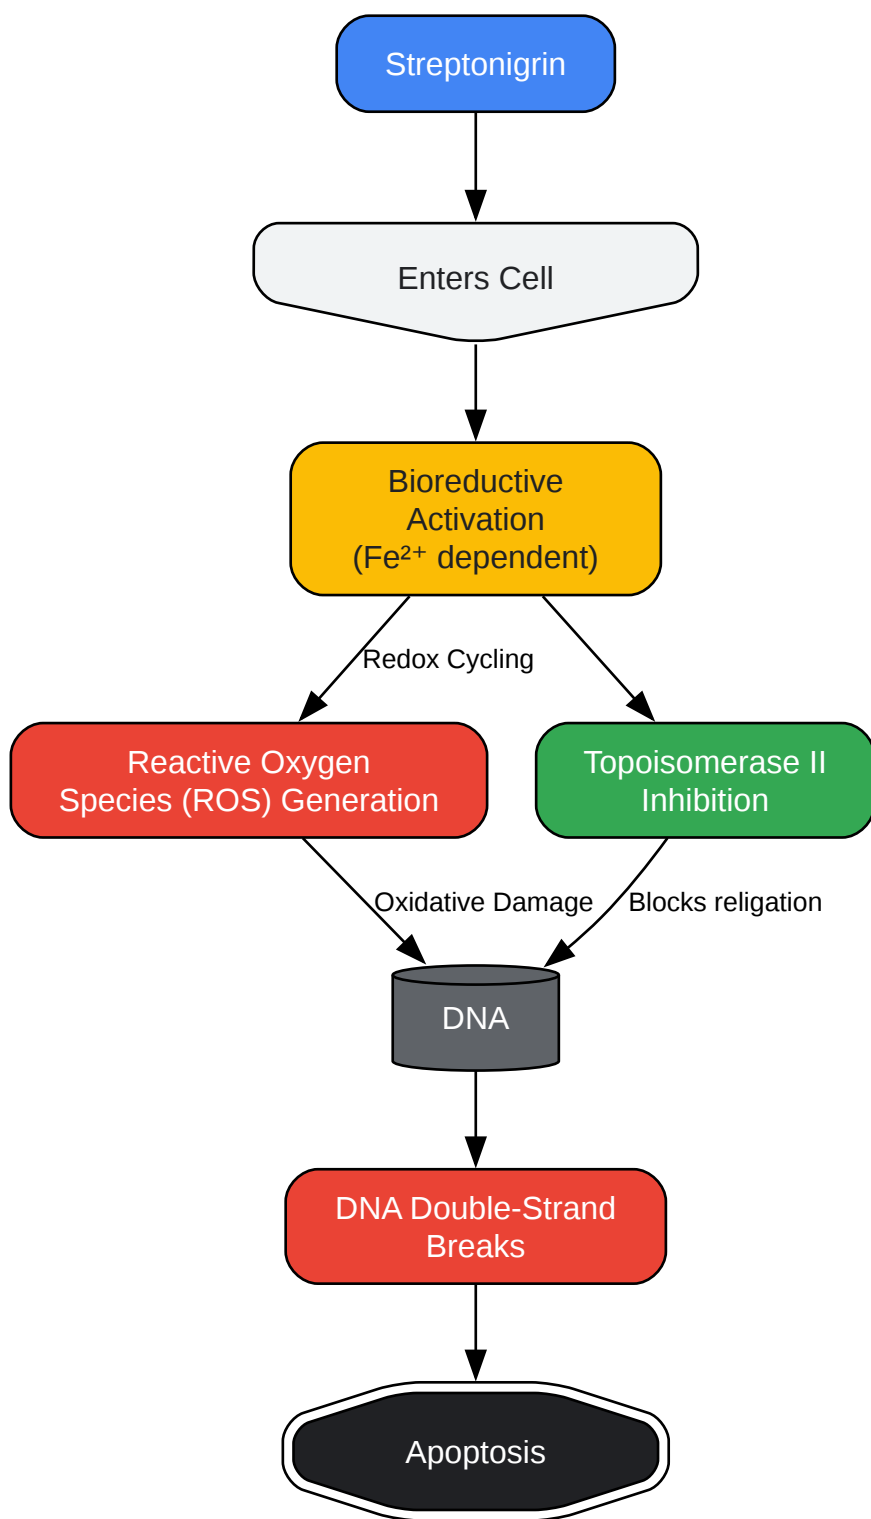 Streptonigrin
Enters Cell
Bioreductive
Activation
(Fe²⁺ dependent)
Redox Cycling
Reactive Oxygen
Species (ROS) Generation
Topoisomerase II
Inhibition
Oxidative Damage
Blocks religation
DNA
DNA Double-Strand
Breaks
Apoptosis